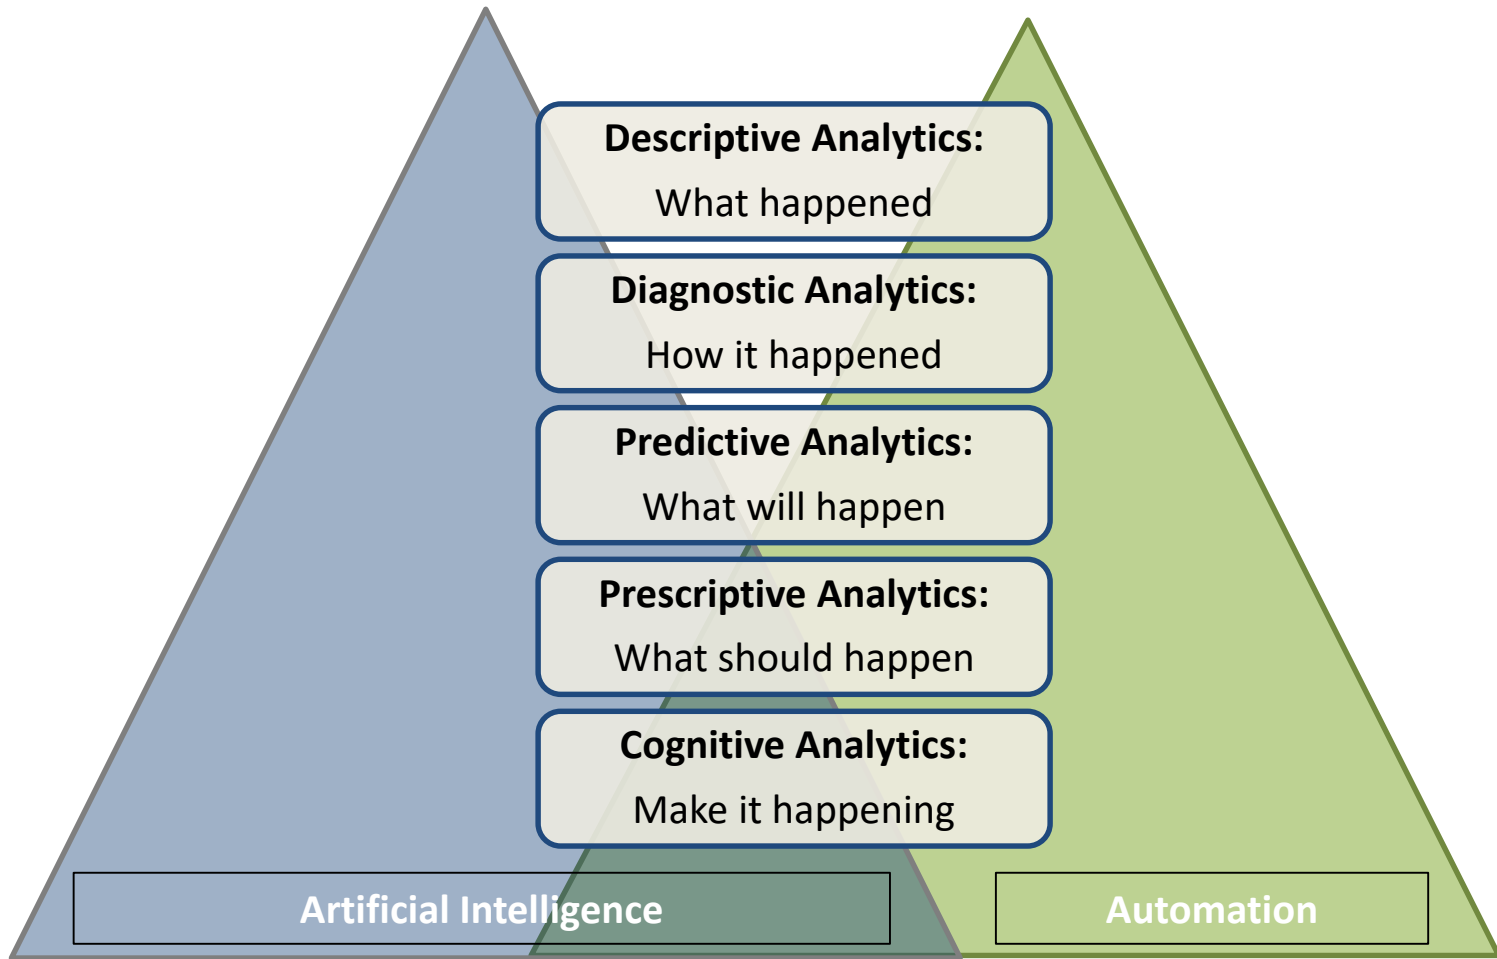 Descriptive Analytics:
What happened
Diagnostic Analytics:
How it happened
Predictive Analytics:
What will happen
Prescriptive Analytics:
What should happen
Cognitive Analytics:
Make it happening
Artificial Intelligence
Automation